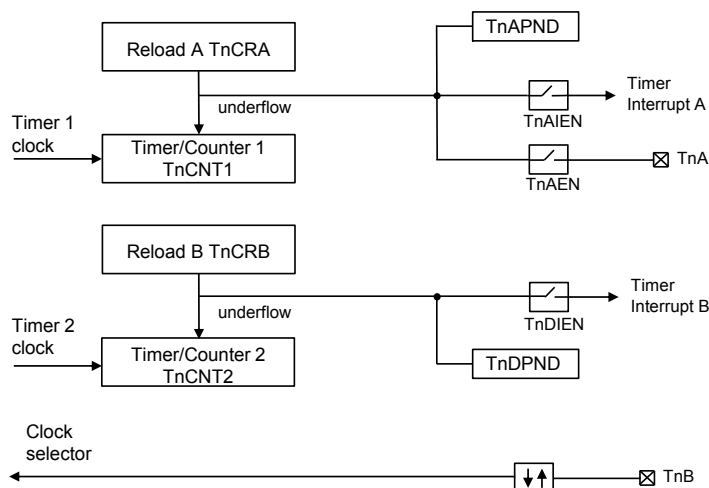 Reload A TnCRA
TnAPND
underflow
TnAIEN
Timer
Interrupt A
Timer 1
clock
Timer/Counter 1
TnCNT1
TnAEN
TnA
Reload B TnCRB
underflow
TnDIEN
Timer
Interrupt B
Timer 2
clock
Timer/Counter 2
TnCNT2
TnDPND
Clock
selector
TnB